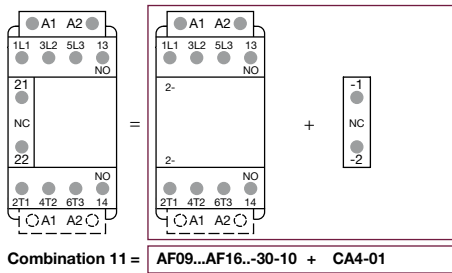 A1 A2 A1 A2
1L1 3L2 5L3 13 1L1 3L2 5L3 13
NO NO
21 2- -1
NC = + NC
22 2- -2
NO NO
2T1 4T2 6T3 14 2T1 4T2 6T3 14
A1 A2 A1 A2
Combination 11 = AF09...AF16..-30-10 + CA4-01